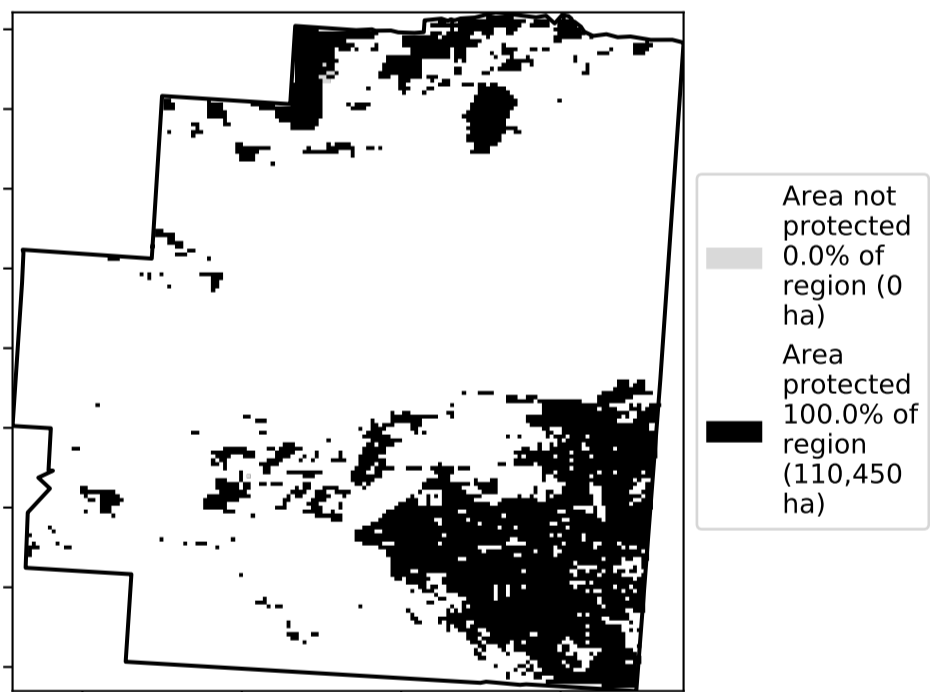 Area not
protected
0.0% of
region (0
ha)
Area
protected
100.0% of
region
(110,450
ha)